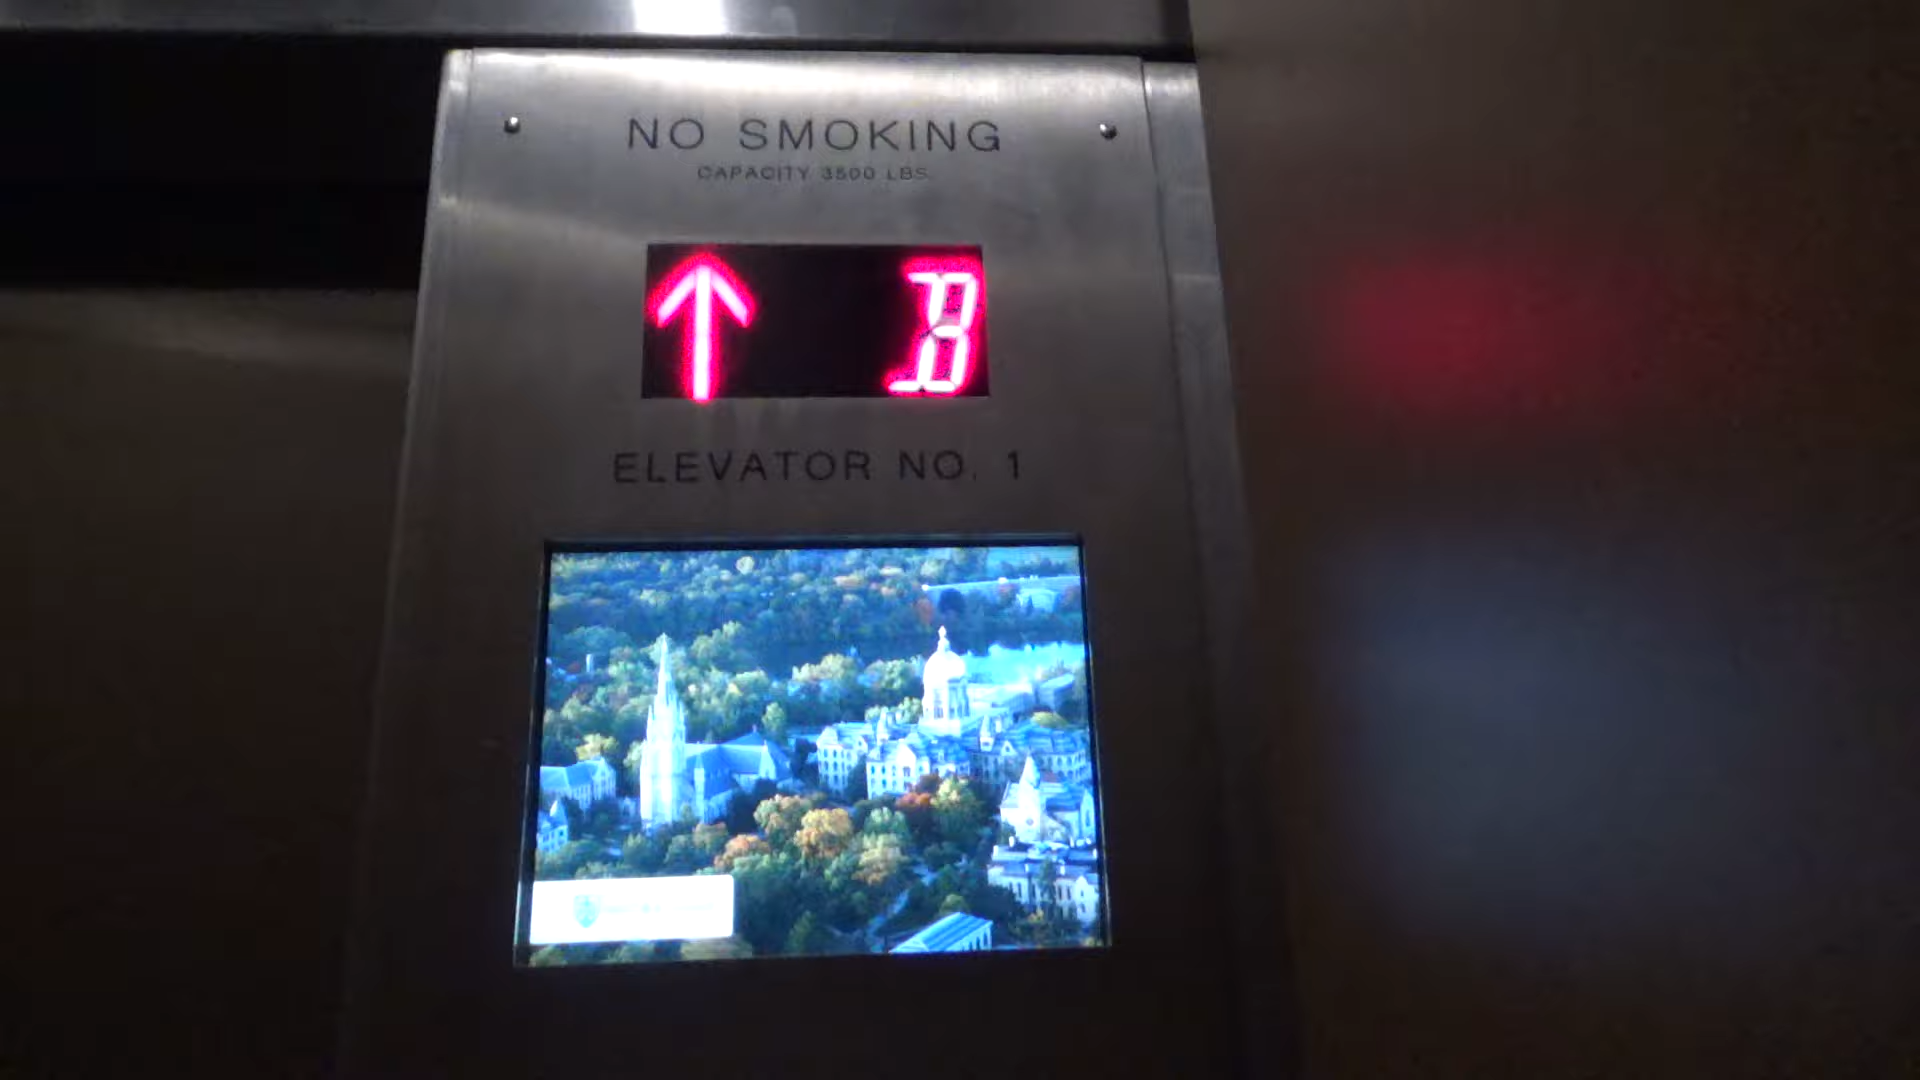 NO SMOKING
CAPACITY 3500 LBS.
B
ELEVATOR NO. 1